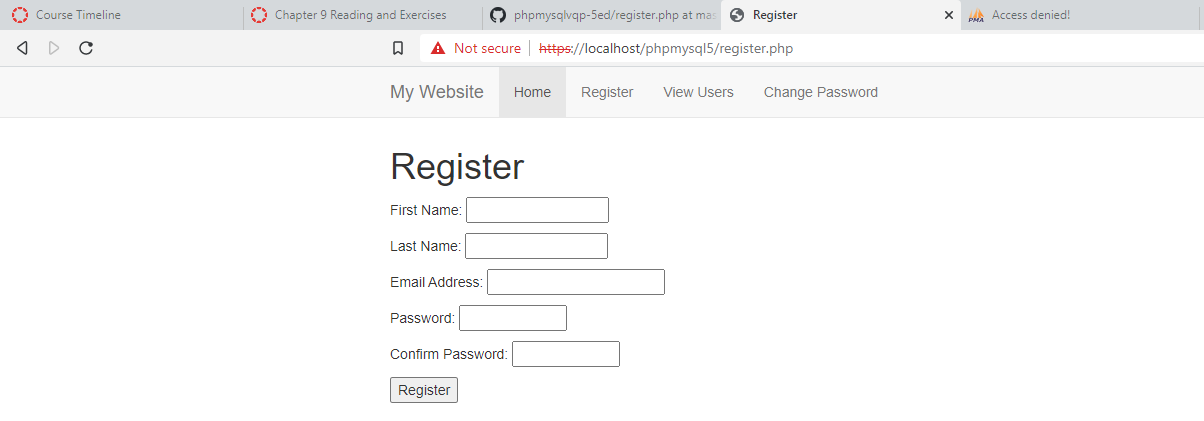 Course Timeline
Chapter 9 Reading and Exercises
phpmysqlvqp-5ed/register.php at mas
Register
PMA
Access denied!
Not secure
https://localhost/phpmysql5/register.php
My Website
Home
Register
View Users
Change Password
Register
First Name:
Last Name:
Email Address:
Password:
Confirm Password:
Register